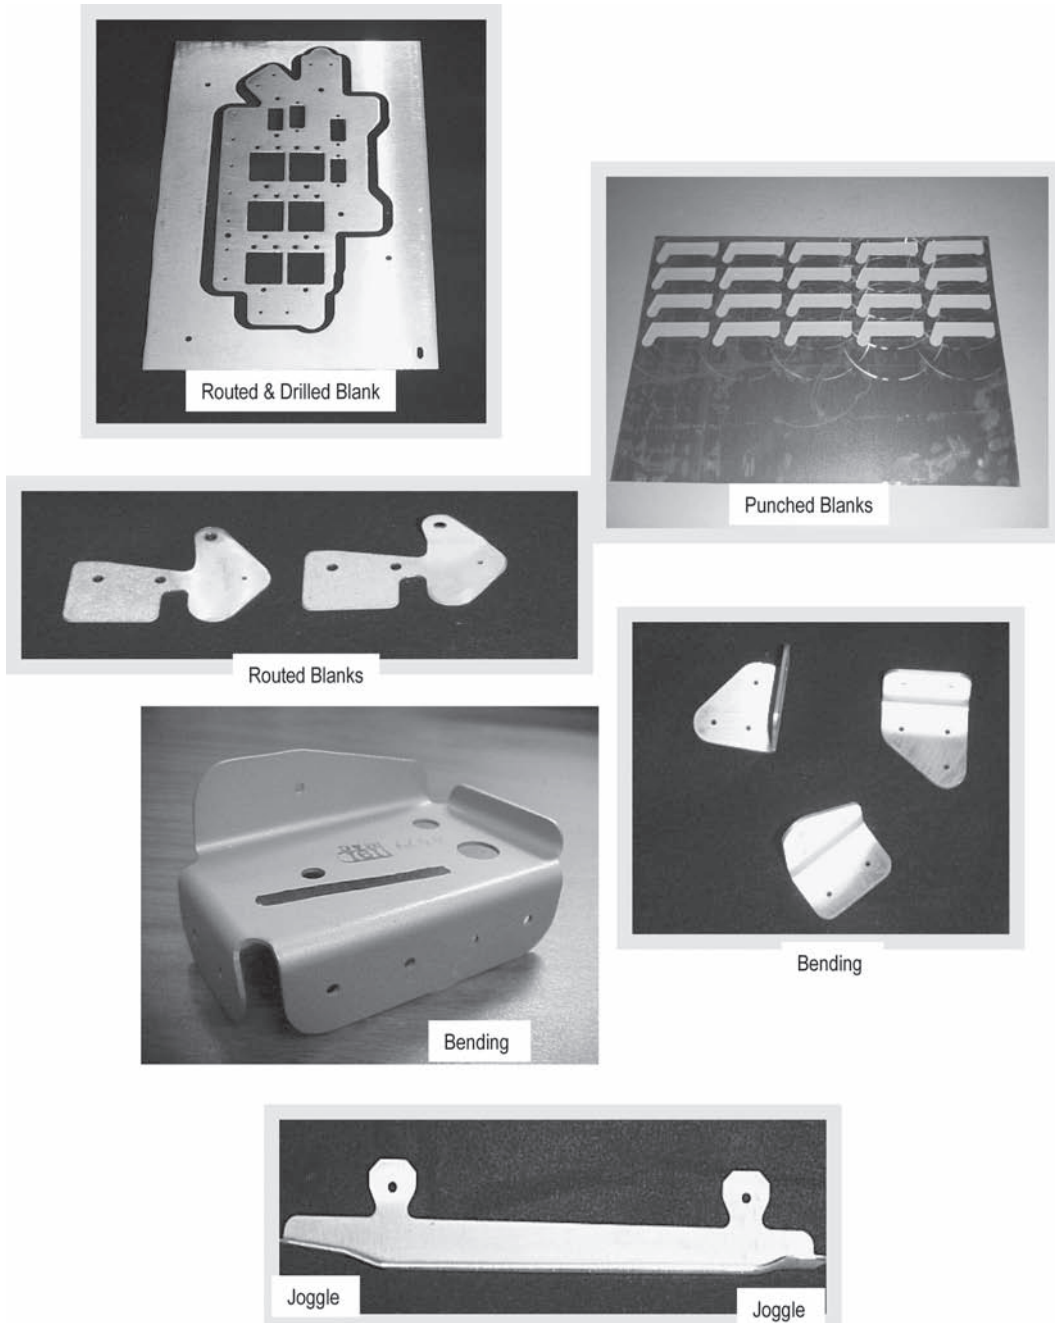 Routed & Drilled Blank
Punched Blanks
Routed Blanks
Bending
Bending
Joggle
Joggle